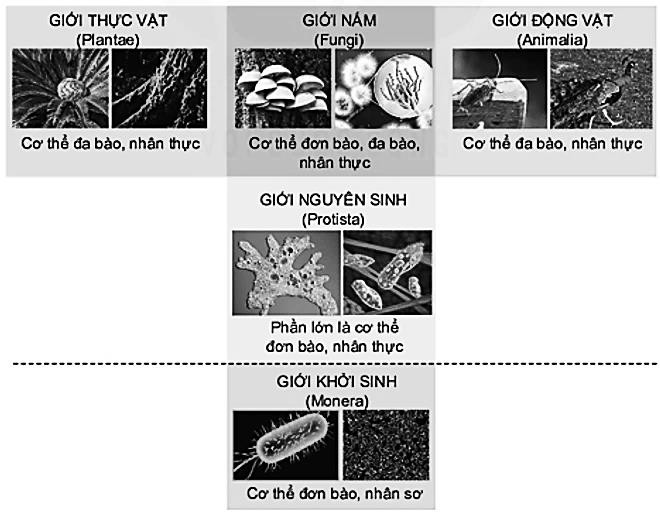 GIỚI THỰC VẬT
(Plantae)
Cơ thể đa bào, nhân thực
GIỚI NẤM
(Fungi)
Cơ thể đơn bào, đa bào,
nhân thực
GIỚI ĐỘNG VẬT
(Animalia)
Cơ thể đa bào, nhân thực
GIỚI NGUYÊN SINH
(Protista)
Phần lớn là cơ thể
đơn bào, nhân thực
GIỚI KHỞI SINH
(Monera)
Cơ thể đơn bào, nhân sơ